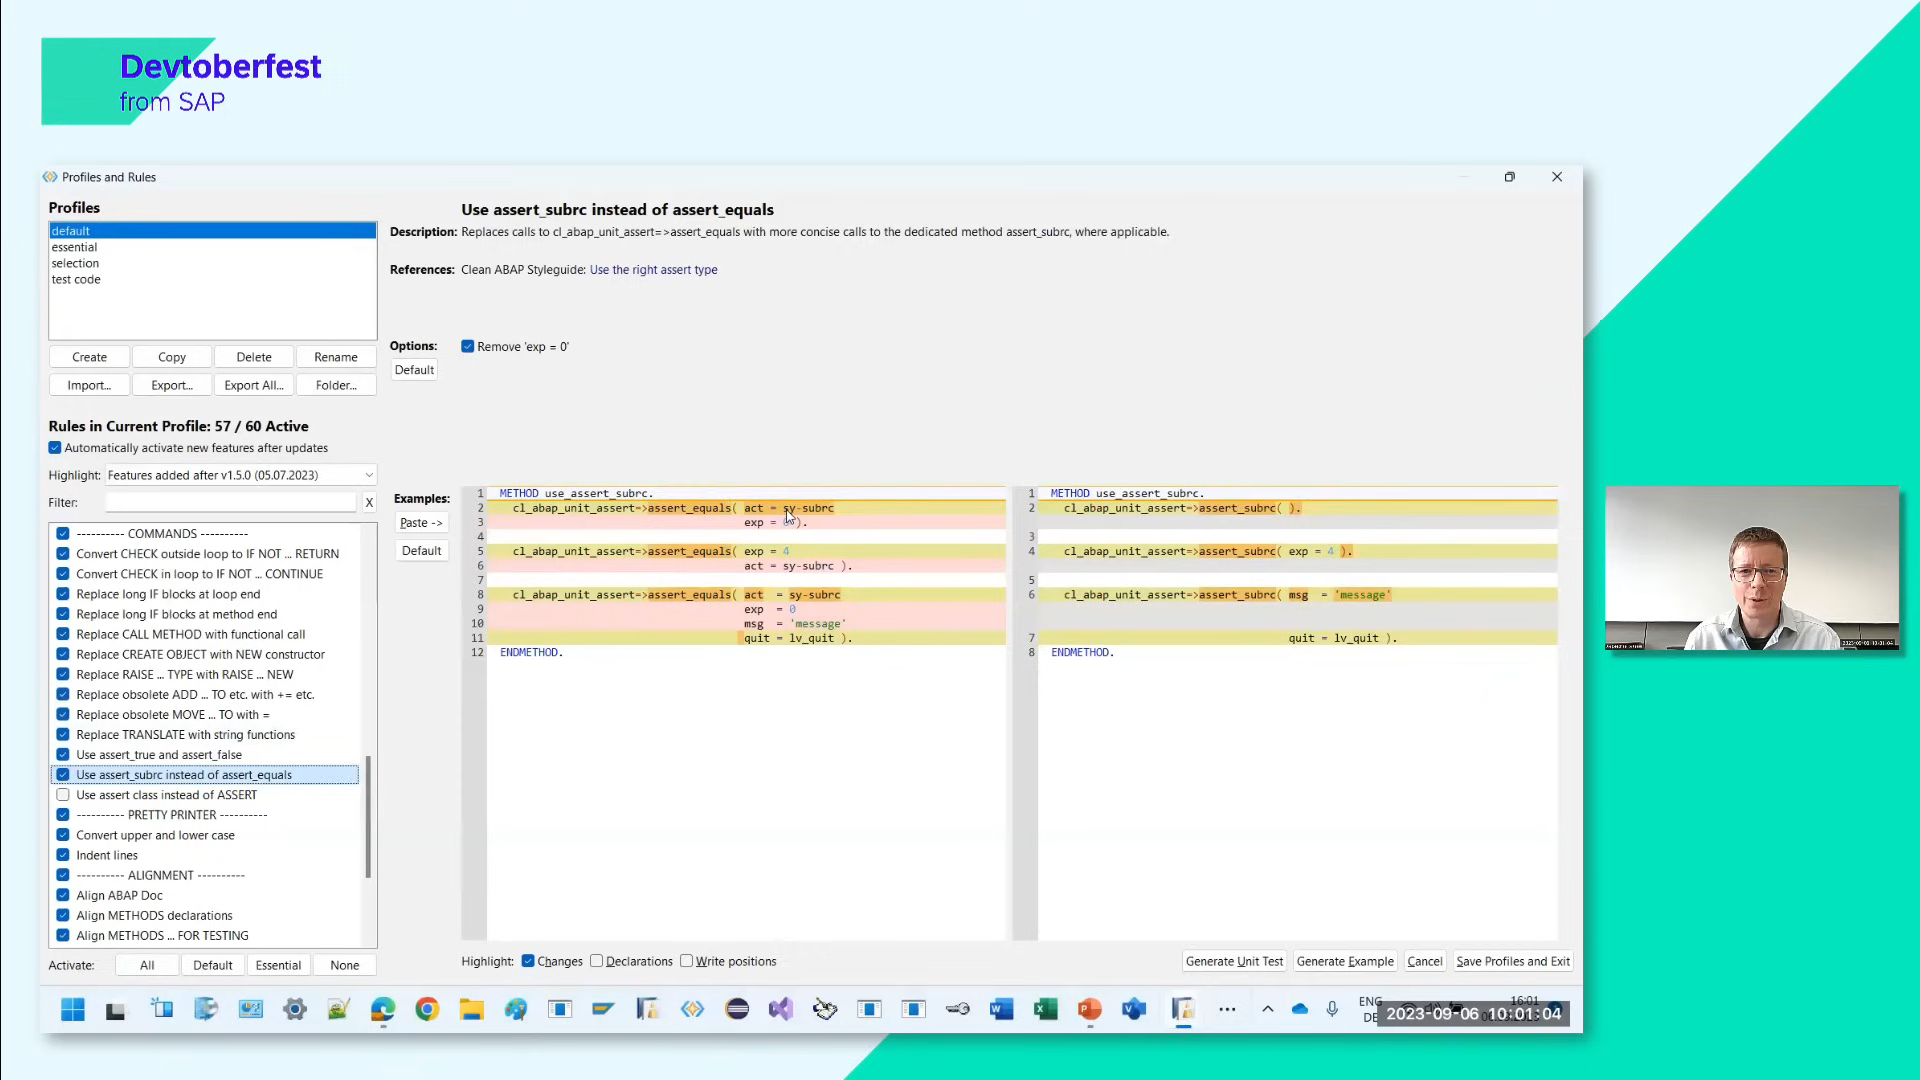 Devtoberfest
from SAP
Profiles and Rules
Profiles
default
essential
selection
test code
Create
Copy
Delete
Rename
Import...
Export...
Export All...
Folder...
Rules in Current Profile: 57 / 60 Active
Automatically activate new features after updates
Highlight: Features added after v1.5.0 (05.07.2023)
Filter:
X
---------- COMMANDS ----------
Convert CHECK outside loop to IF NOT ... RETURN
Convert CHECK in loop to IF NOT ... CONTINUE
Replace long IF blocks at loop end
Replace long IF blocks at method end
Replace CALL METHOD with functional call
Replace CREATE OBJECT with NEW constructor
Replace RAISE ... TYPE with RAISE ... NEW
Replace obsolete ADD ... TO etc. with += etc.
Replace obsolete MOVE ... TO with =
Replace TRANSLATE with string functions
Use assert_true and assert_false
Use assert_subrc instead of assert_equals
Use assert class instead of ASSERT
---------- PRETTY PRINTER ----------
Convert upper and lower case
Indent lines
---------- ALIGNMENT ----------
Align ABAP Doc
Align METHODS declarations
Align METHODS ... FOR TESTING
Activate:
All
Default
Essential
None
Use assert_subrc instead of assert_equals
Description: Replaces calls to cl_abap_unit_assert=>assert_equals with more concise calls to the dedicated method assert_subrc, where applicable.
References: Clean ABAP Styleguide: Use the right assert type
Options:
Remove 'exp = 0'
Default
Examples:
Paste ->
Default
1 METHOD use_assert_subrc.
2 cl_abap_unit_assert=>assert_equals( act = sy-subrc
3 exp = ).
4
5 cl_abap_unit_assert=>assert_equals( exp = 4
6 act = sy-subrc ).
7
8 cl_abap_unit_assert=>assert_equals( act = sy-subrc
9 exp = 0
10 msg = 'message'
11 quit = lv_quit ).
12 ENDMETHOD.
1 METHOD use_assert_subrc.
2 cl_abap_unit_assert=>assert_subrc( ).
3
4 cl_abap_unit_assert=>assert_subrc( exp = 4 ).
5
6 cl_abap_unit_assert=>assert_subrc( msg = 'message'
7 quit = lv_quit ).
8 ENDMETHOD.
Highlight:
Changes
Declarations
Write positions
Generate Unit Test
Generate Example
Cancel
Save Profiles and Exit
ENG
DE
16:01
2023-09-06 10:01:04